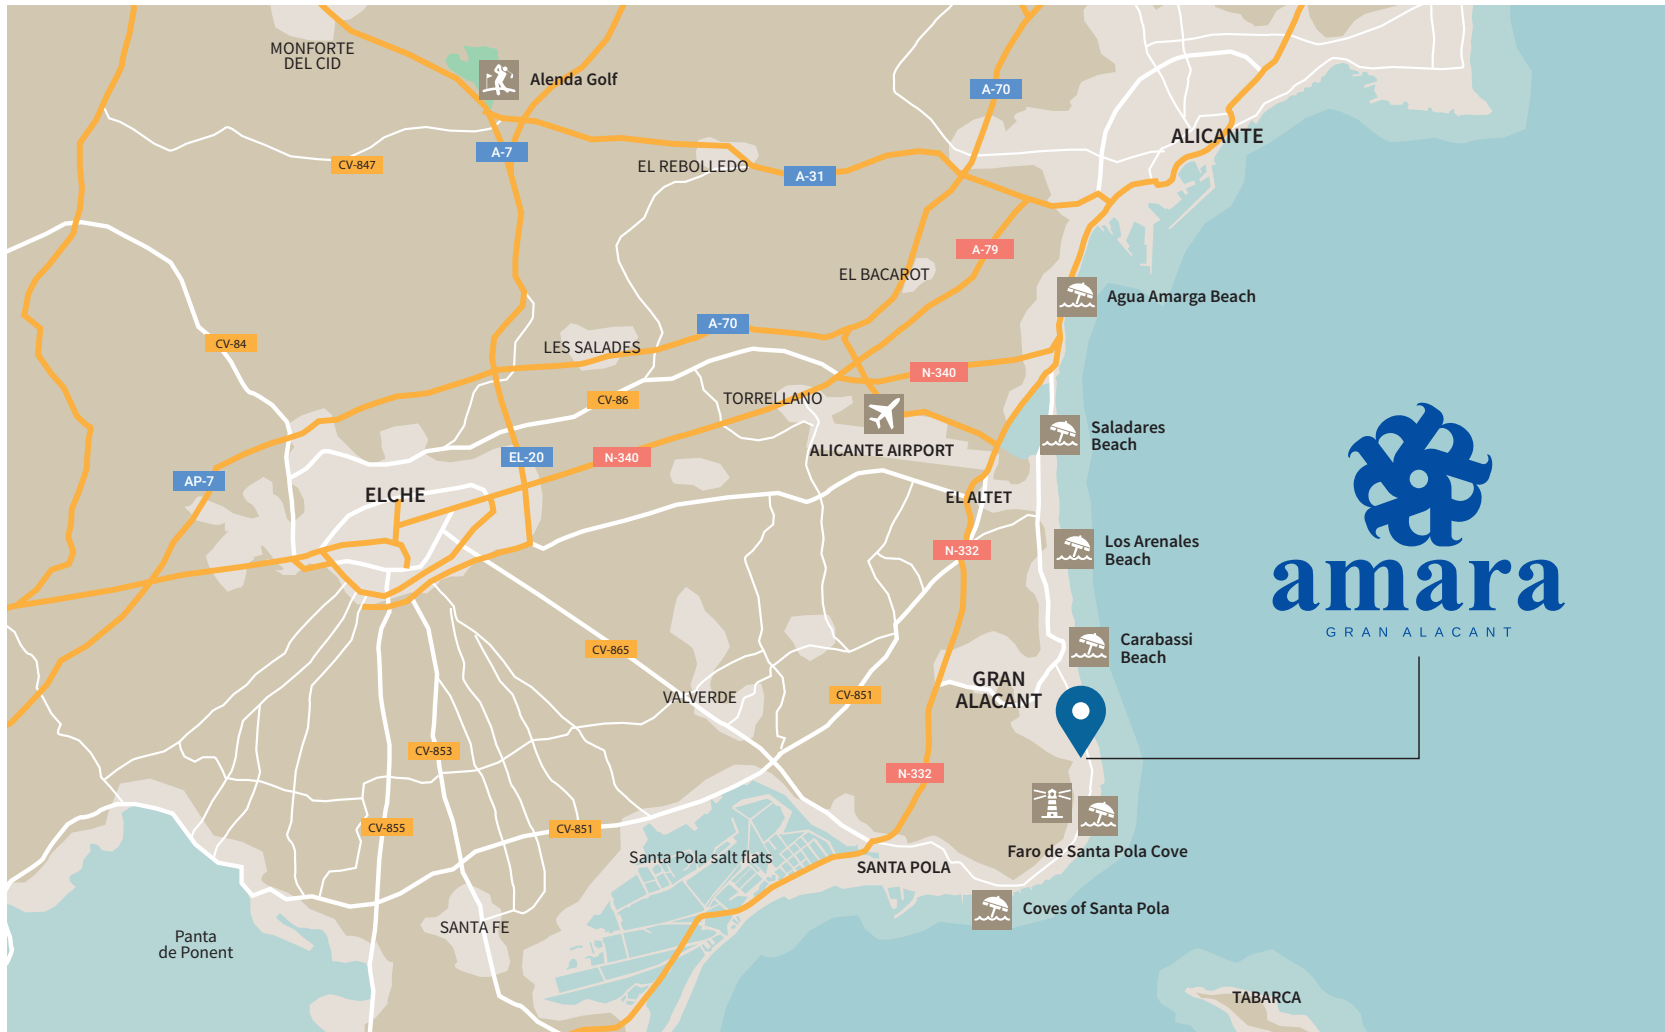 MONFORTE
DEL CID
Alenda Golf
A-70
ALICANTE
A-7
CV-847
EL REBOLLEDO
A-31
A-79
EL BACAROT
Agua Amarga Beach
A-70
CV-84
LES SALADES
N-340
CV-86
TORRELLANO
Saladares
Beach
ALICANTE AIRPORT
EL-20
N-340
AP-7
ELCHE
EL ALTET
N-332
Los Arenales
Beach
amara
GRAN ALACANT
Carabassi
Beach
CV-865
GRAN
ALACANT
VALVERDE
CV-851
CV-853
N-332
CV-855
CV-851
Faro de Santa Pola Cove
Santa Pola salt flats
SANTA POLA
Coves of Santa Pola
SANTA FE
Panta
de Ponent
TABARCA